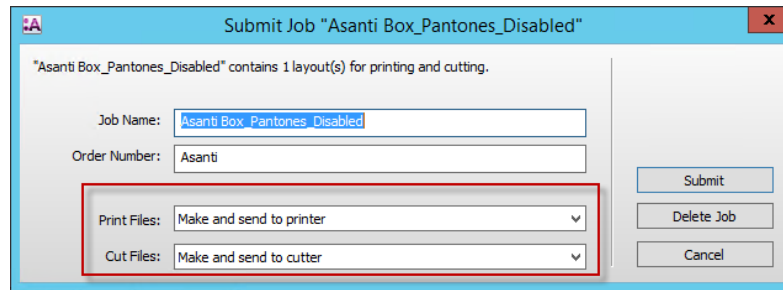 :A Submit Job "Asanti Box_Pantones_Disabled" x
"Asanti Box_Pantones_Disabled" contains 1 layout(s) for printing and cutting.
Job Name: Asanti Box_Pantones_Disabled
Order Number: Asanti
Submit
Print Files: Make and send to printer
Delete Job
Cut Files: Make and send to cutter
Cancel